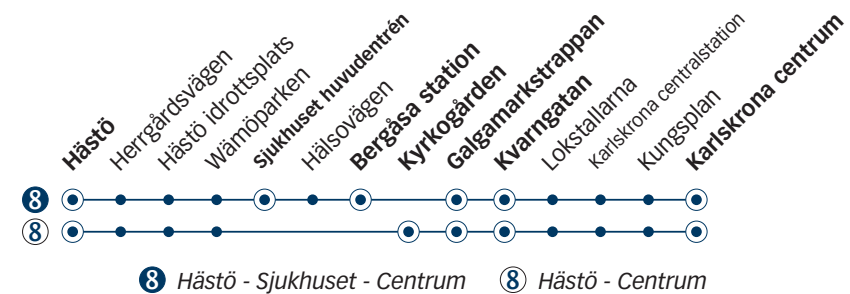 Hästö
Herrgårdsvägen
Hästö idrottsplats
Wämöparken
Sjukhuset huvudentrén
Hälsovägen
Bergåsa station
Kyrkogården
Galgamarkstrappan
Kvarngatan
Lokstallarna
Karlskrona centralstation
Kungsplan
Karlskrona centrum
8
8
8 Hästö - Sjukhuset - Centrum 8 Hästö - Centrum